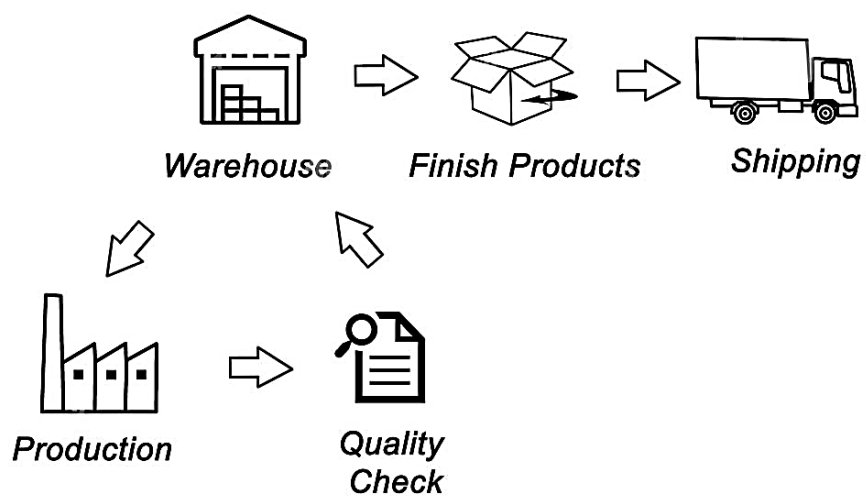 Warehouse
Finish Products
Shipping
Production
Quality
Check